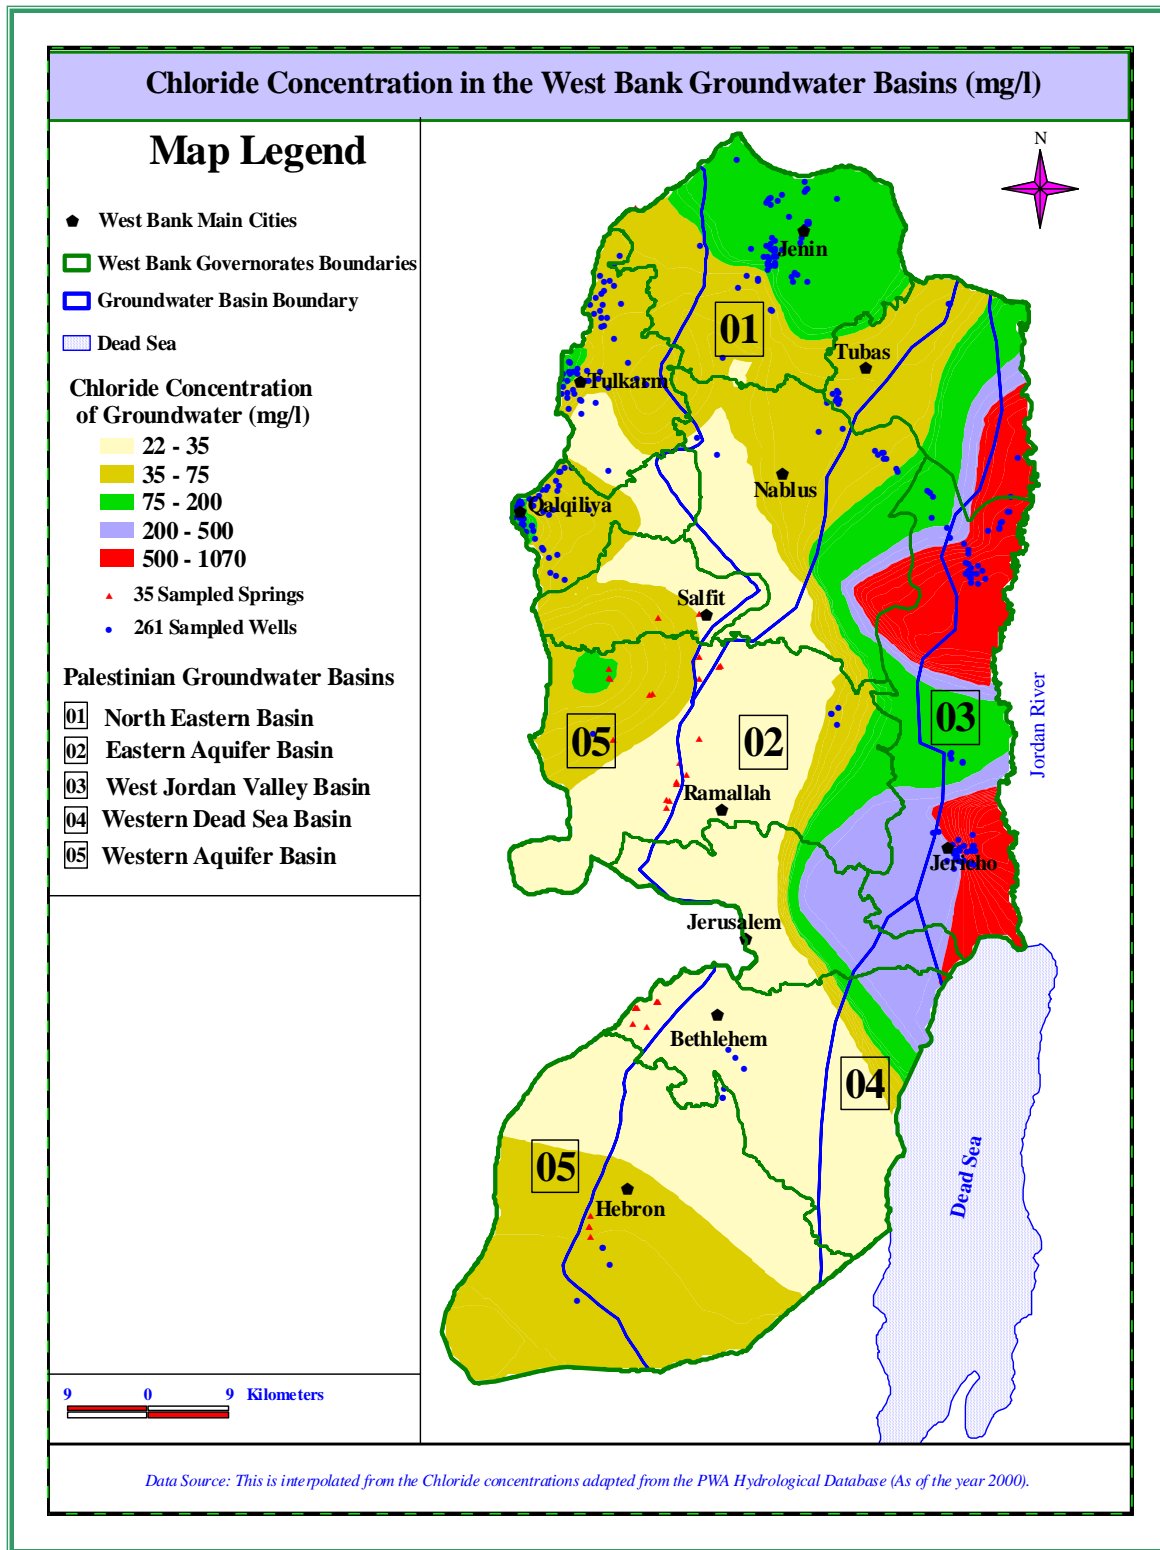 Chloride Concentration in the West Bank Groundwater Basins (mg/l)
Map Legend
West Bank Main Cities
West Bank Governorates Boundaries
Groundwater Basin Boundary
Dead Sea
Chloride Concentration
of Groundwater (mg/l)
22 - 35
35 - 75
75 - 200
200 - 500
500 - 1070
35 Sampled Springs
261 Sampled Wells
Palestinian Groundwater Basins
01 North Eastern Basin
02 Eastern Aquifer Basin
03 West Jordan Valley Basin
04 Western Dead Sea Basin
05 Western Aquifer Basin
9 0 9 Kilometers
N
Jenin
01
Tubas
Tulkarm
Nablus
Qalqiliya
Salfit
Jordan River
03
05
02
Ramallah
Jericho
Jerusalem
Bethlehem
04
05
Dead Sea
Hebron
Data Source: This is interpolated from the Chloride concentrations adapted from the PWA Hydrological Database (As of the year 2000).